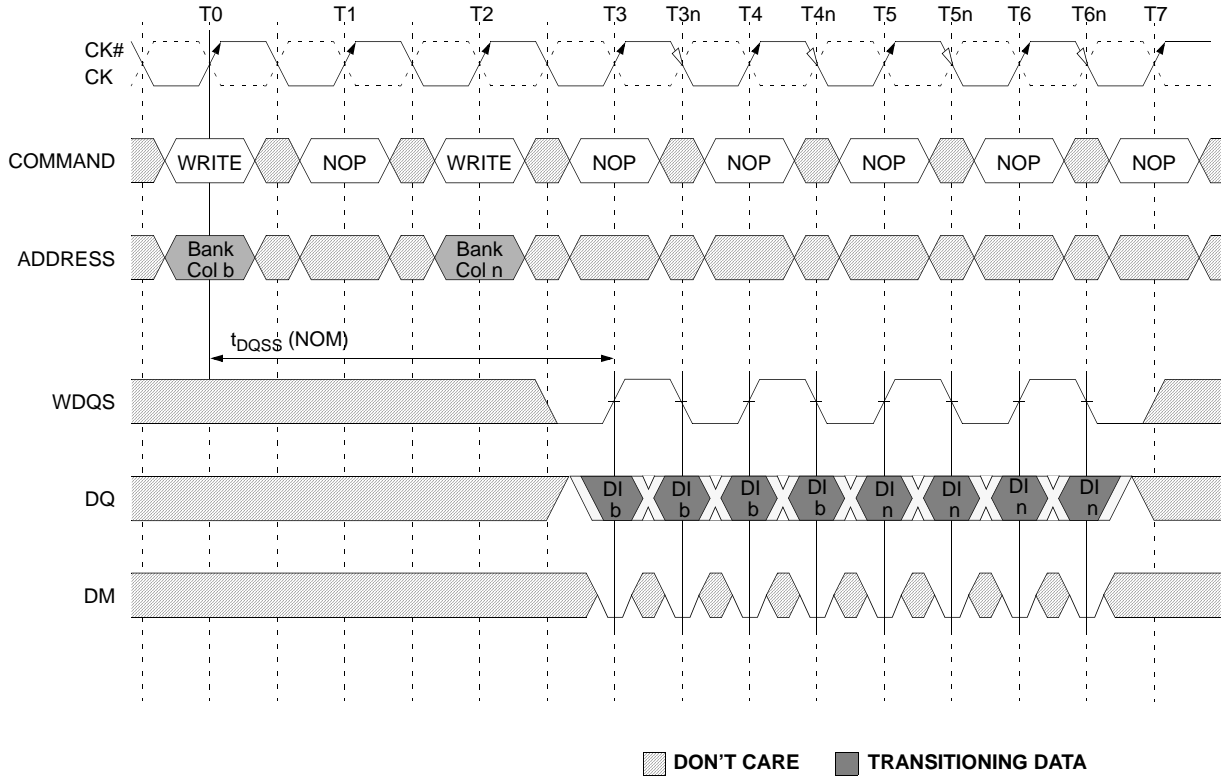 T0 T1 T2 T3 T3n T4 T4n T5 T5n T6 T6n T7
CK#
CK
COMMAND WRITE NOP WRITE NOP NOP NOP NOP NOP
ADDRESS Bank Col b Bank Col n
tDQSS (NOM)
WDQS
DQ DI b DI b DI b DI b DI n DI n DI n DI n
DM
DON'T CARE TRANSITIONING DATA